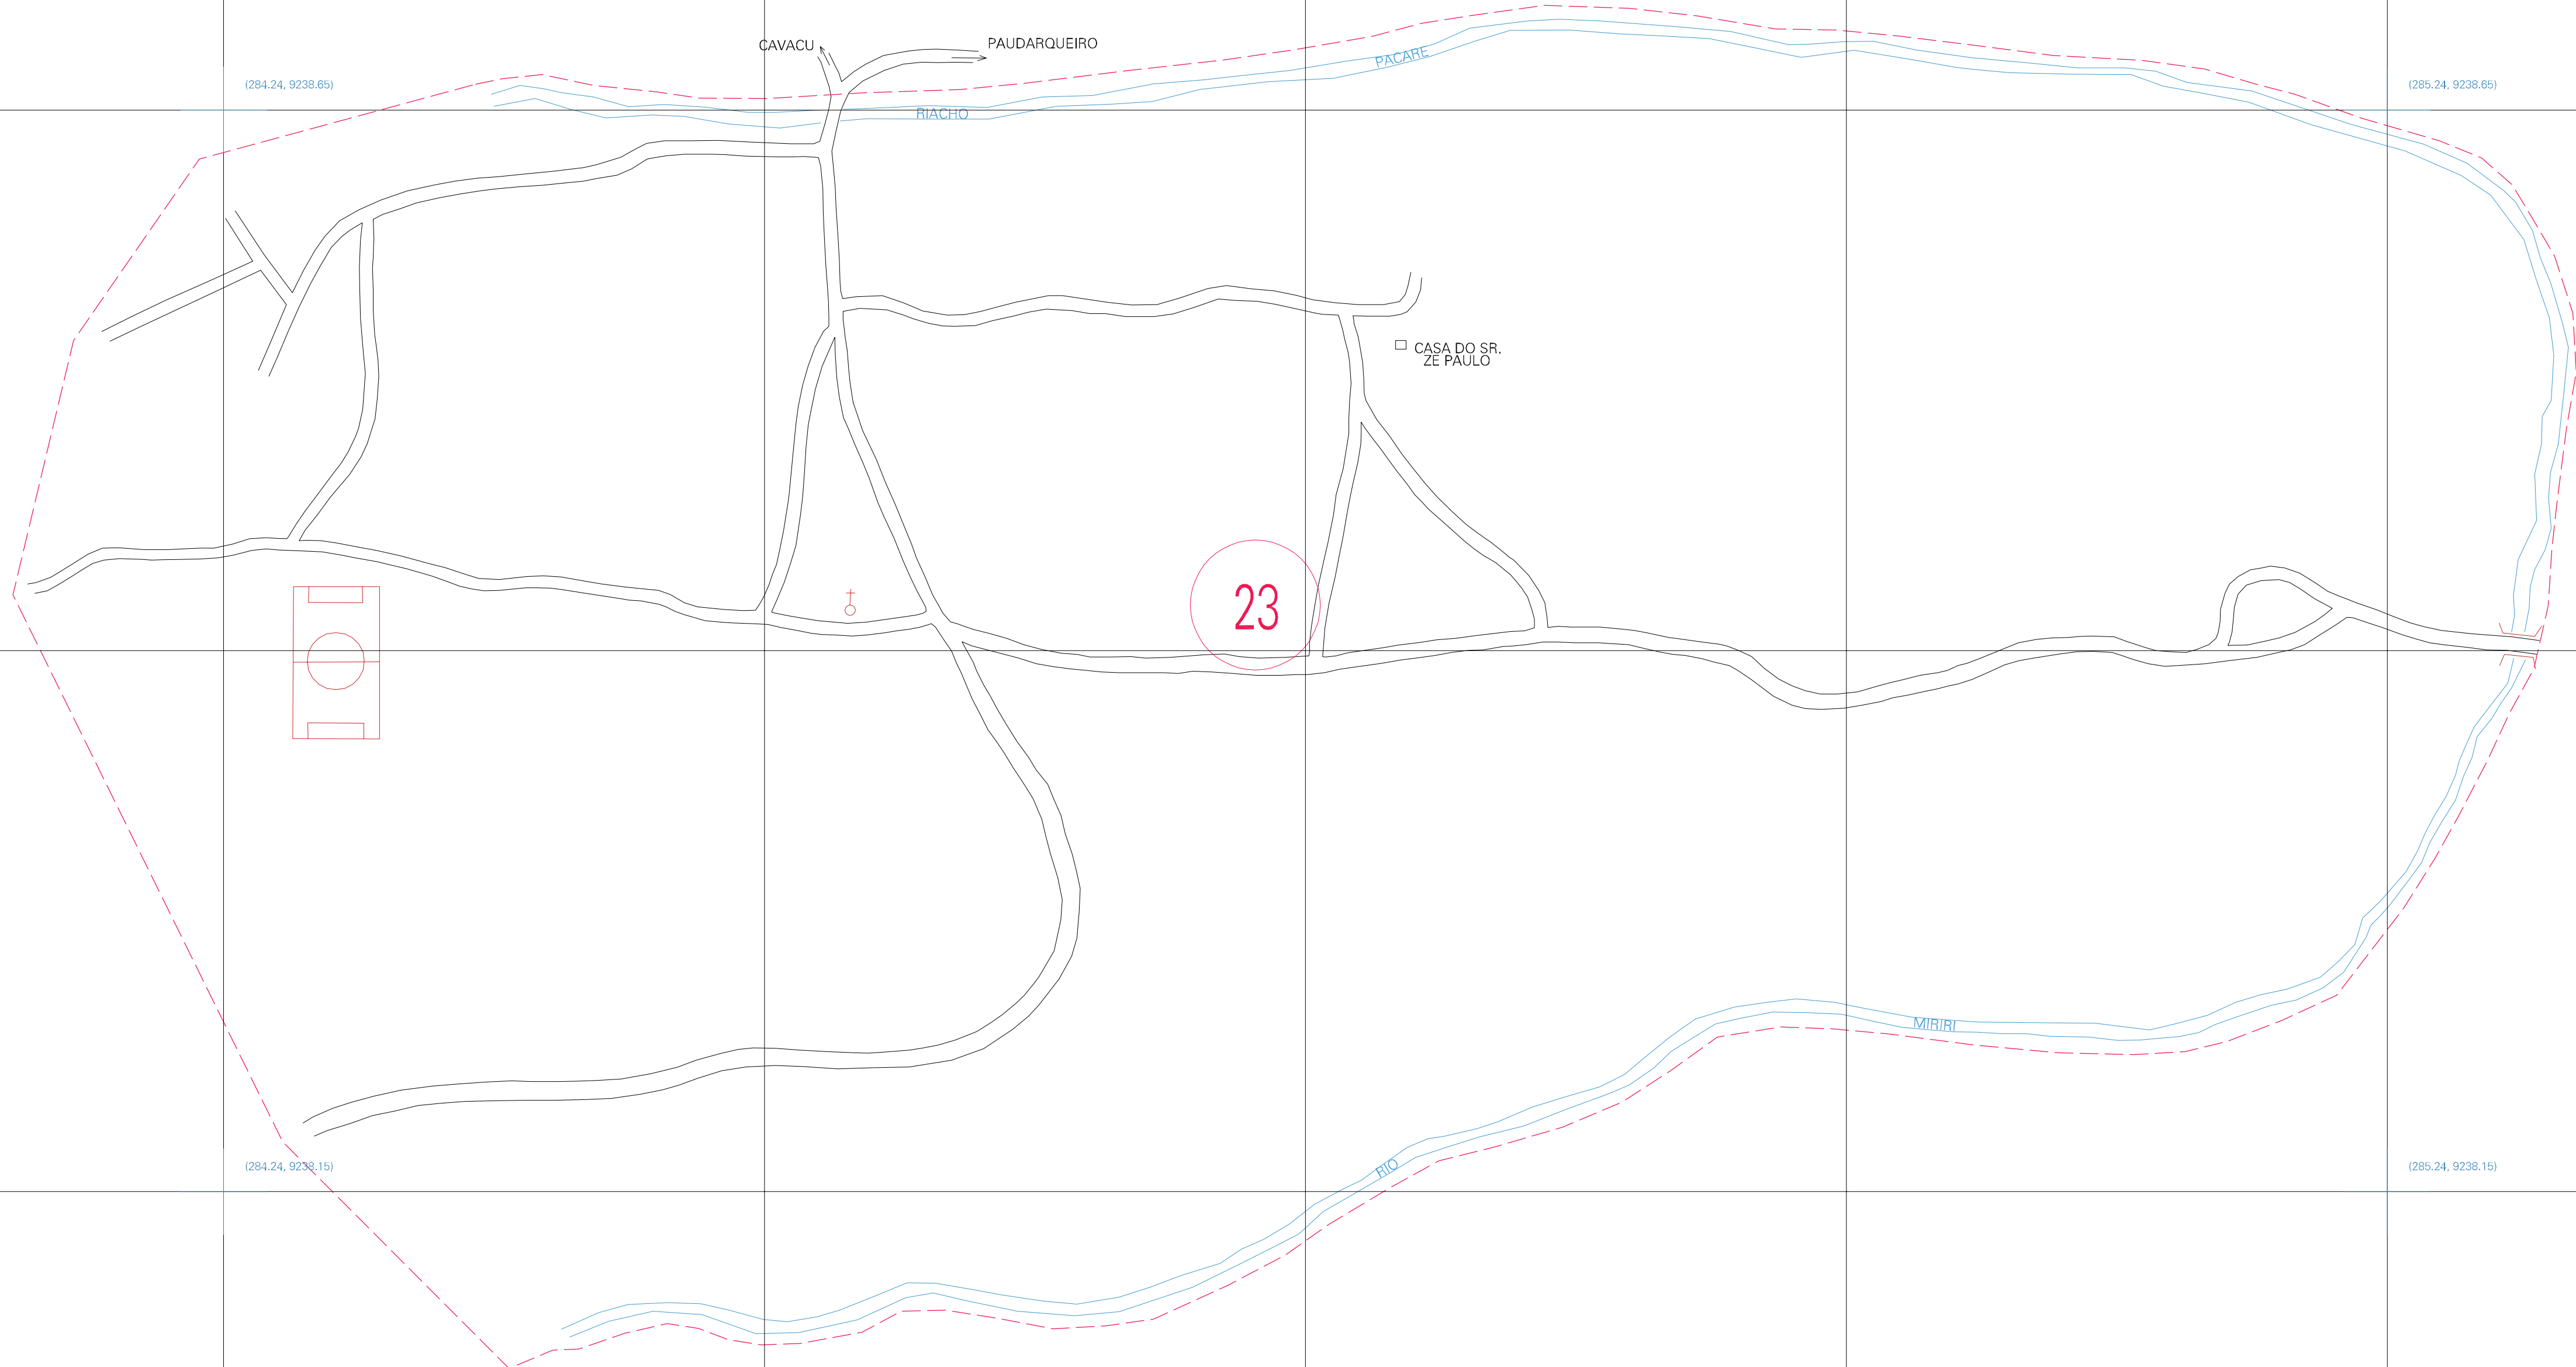 CAVACU
PAUDARQUEIRO
PACARE
(284.24, 9238.65)
(285.24, 9238.65)
RIACHO
CASA DO SR.
ZE PAULO
23
MIRIRI
RIO
(284.24, 9238.15)
(285.24, 9238.15)